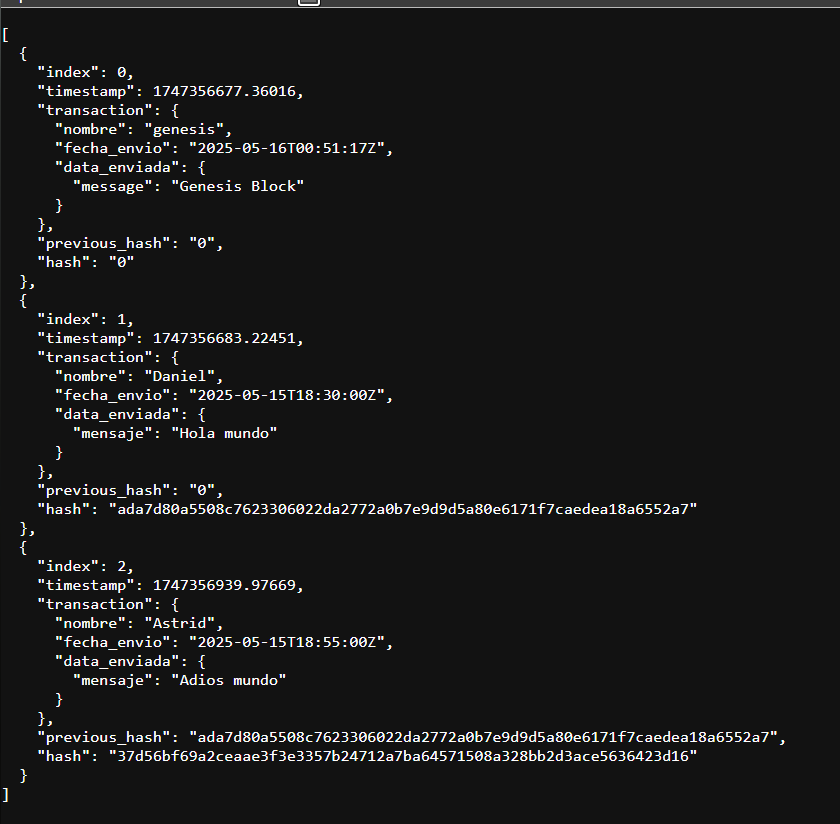 [
  {
    "index": 0,
    "timestamp": 1747356677.36016,
    "transaction": {
      "nombre": "genesis",
      "fecha_envio": "2025-05-16T00:51:17Z",
      "data_enviada": {
        "message": "Genesis Block"
      }
    },
    "previous_hash": "0",
    "hash": "0"
  },
  {
    "index": 1,
    "timestamp": 1747356683.22451,
    "transaction": {
      "nombre": "Daniel",
      "fecha_envio": "2025-05-15T18:30:00Z",
      "data_enviada": {
        "mensaje": "Hola mundo"
      }
    },
    "previous_hash": "0",
    "hash": "ada7d80a5508c7623306022da2772a0b7e9d9d5a80e6171f7caedea18a6552a7"
  },
  {
    "index": 2,
    "timestamp": 1747356939.97669,
    "transaction": {
      "nombre": "Astrid",
      "fecha_envio": "2025-05-15T18:55:00Z",
      "data_enviada": {
        "mensaje": "Adios mundo"
      }
    },
    "previous_hash": "ada7d80a5508c7623306022da2772a0b7e9d9d5a80e6171f7caedea18a6552a7",
    "hash": "37d56bf69a2ceaae3f3e3357b24712a7ba64571508a328bb2d3ace5636423d16"
  }
]